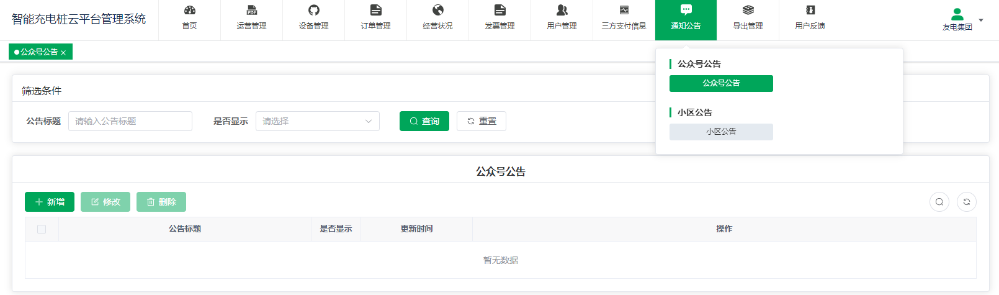 智能充电桩云平台管理系统
首页
PDF
运营管理
设备管理
订单管理
经营状况
发票管理
用户管理
三方支付信息
通知公告
导出管理
用户反馈
友电集团
公众号公告
公众号公告
公众号公告
小区公告
小区公告
筛选条件
公告标题 请输入公告标题 是否显示 请选择 查询 重置
公众号公告
新增 修改 删除
公告标题 是否显示 更新时间 操作
暂无数据